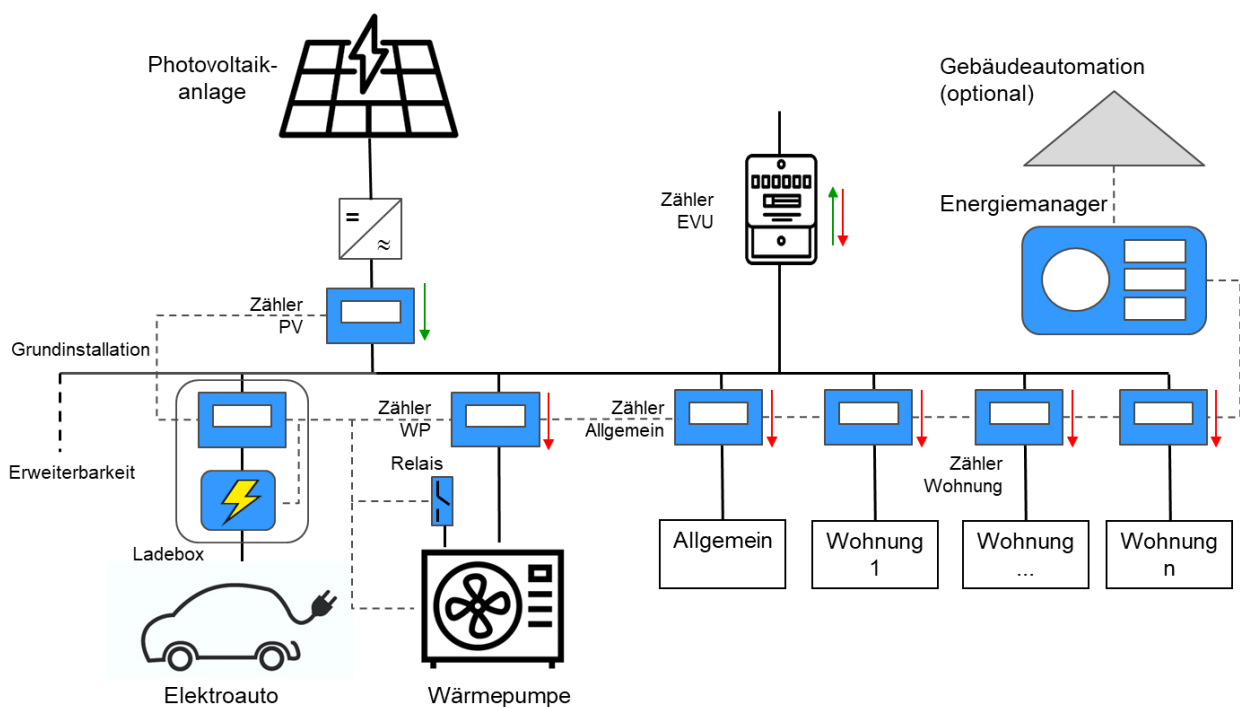 Photovoltaik-
anlage
Gebäudeautomation
(optional)
Zähler
EVU
Energiemanager
=
≈
Zähler
PV
Grundinstallation
Zähler
WP
Zähler
Allgemein
Erweiterbarkeit
Relais
Zähler
Wohnung
Ladebox
Allgemein
Wohnung
1
Wohnung
...
Wohnung
n
Elektroauto
Wärmepumpe